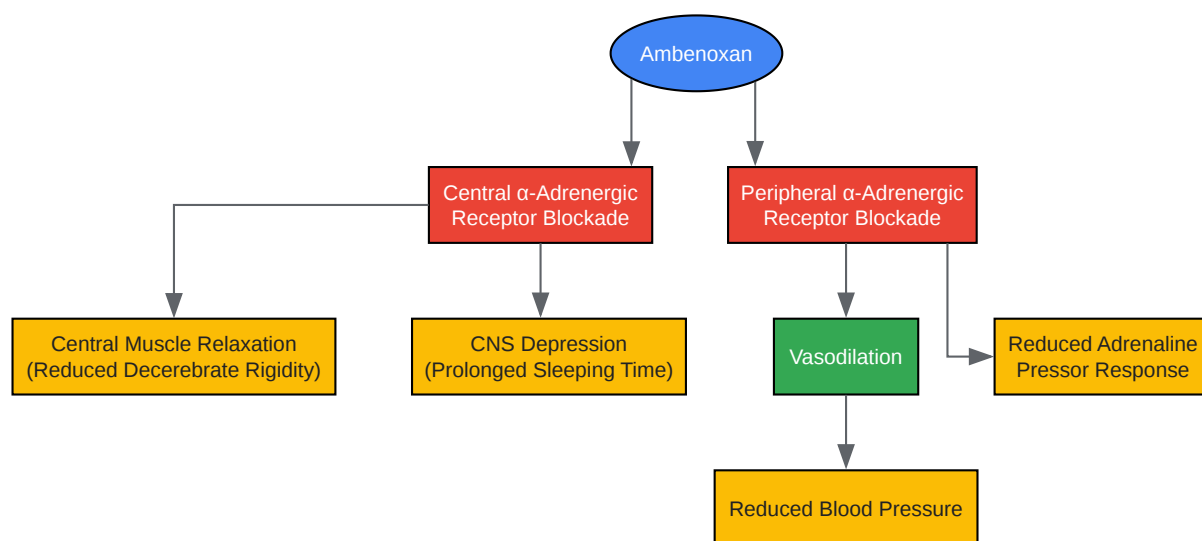 Ambenoxan
Central α-Adrenergic
Receptor Blockade
Peripheral α-Adrenergic
Receptor Blockade
Central Muscle Relaxation
(Reduced Decerebrate Rigidity)
CNS Depression
(Prolonged Sleeping Time)
Vasodilation
Reduced Adrenaline
Pressor Response
Reduced Blood Pressure